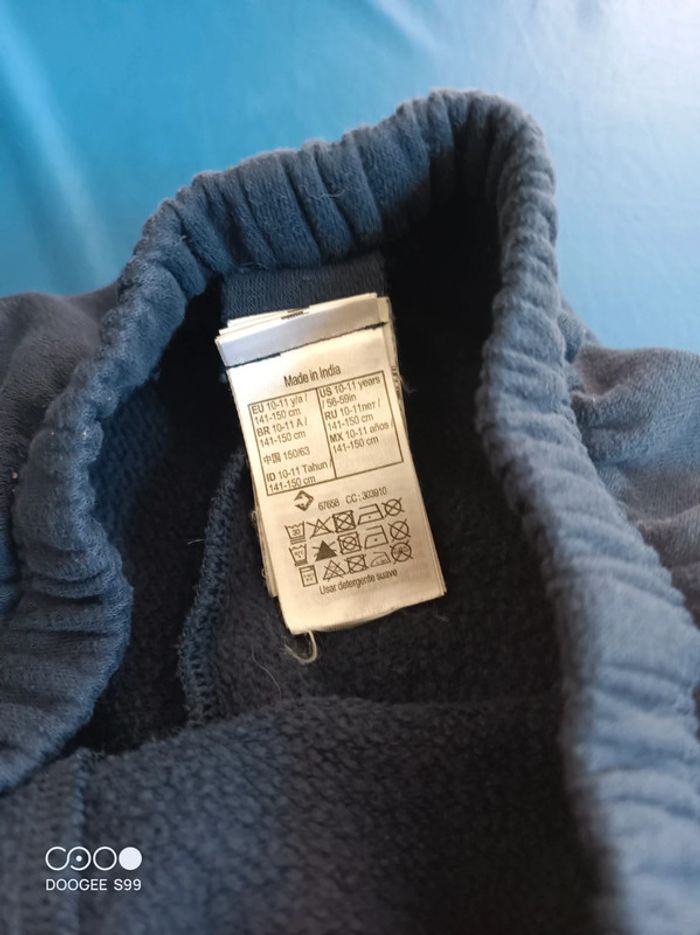 Made in India
EU 10-11 y/a /
141-150 cm
BR 10-11 A /
141-150 cm
中国 150/63
ID 10-11 Tahun /
141-150 cm
US 10-11 years
/ 56-59in
RU 10-11лет /
141-150 cm
MX 10-11 años /
141-150 cm
67658 CC : 303910
30
Usar detergente suave
DOOGEE S99